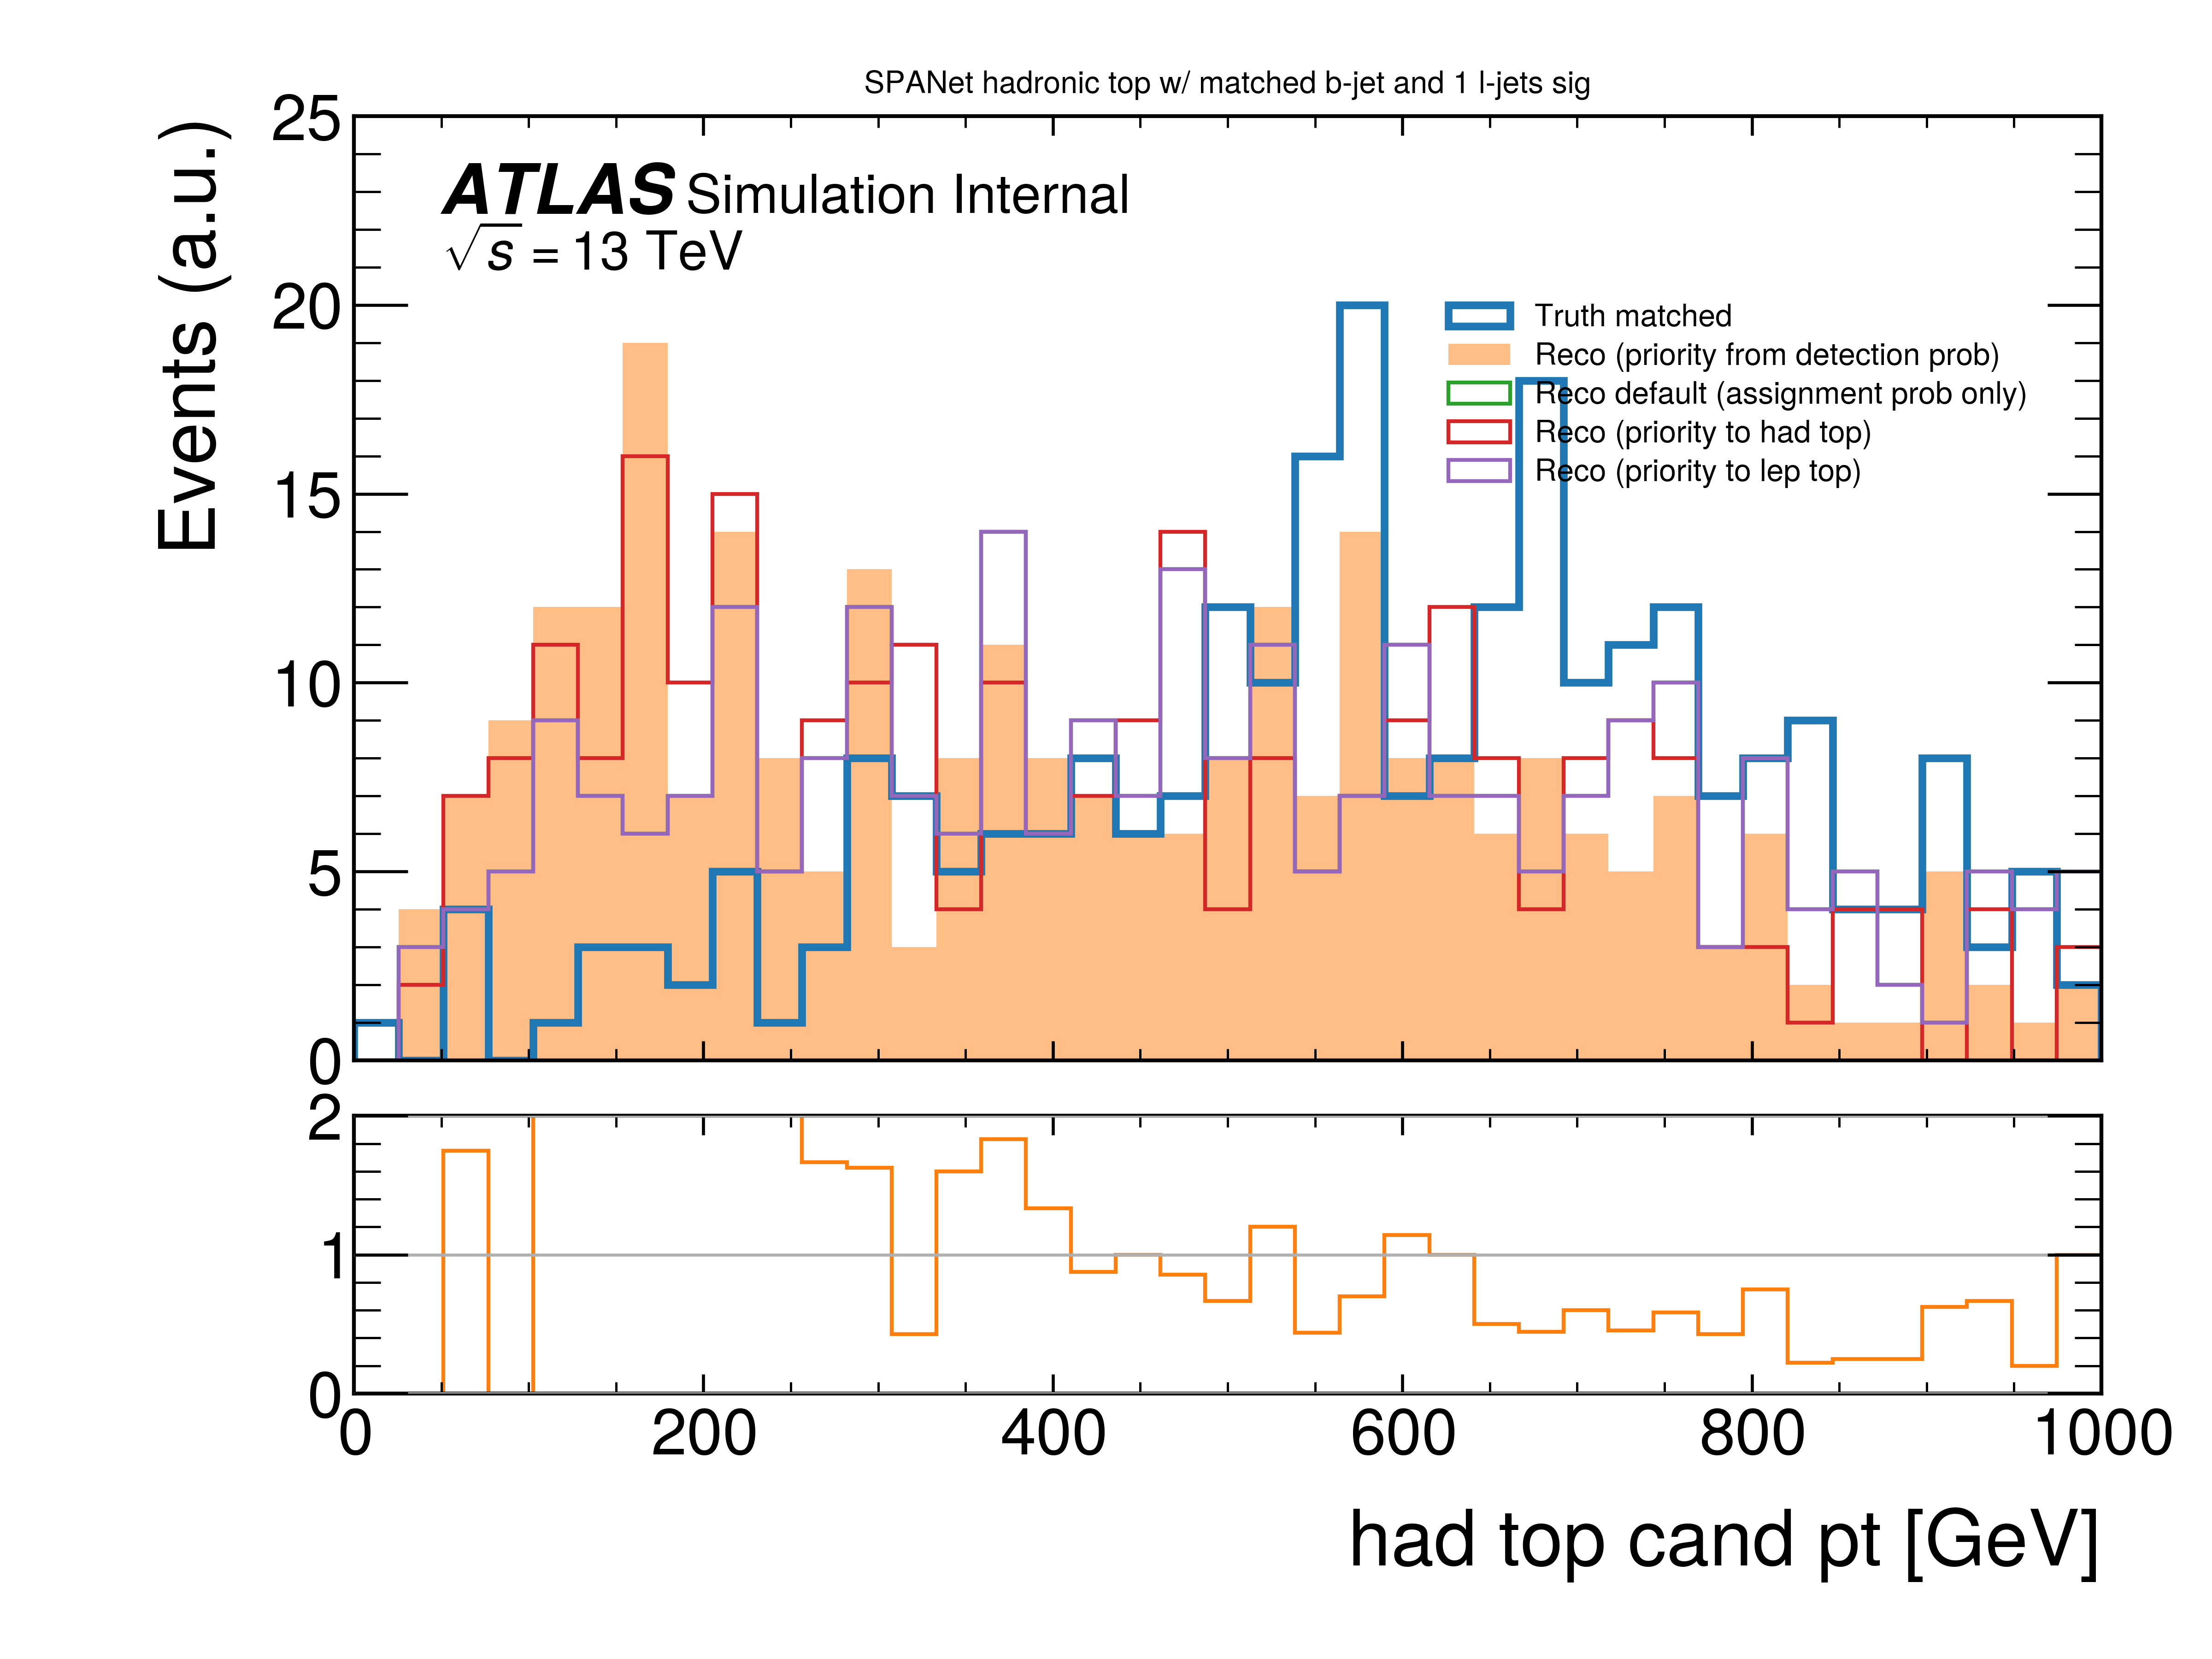 SPANet hadronic top w/ matched b-jet and 1 l-jets sig
25
ATLAS Simulation Internal
√s = 13 TeV
Events (a.u.)
20
Truth matched
Reco (priority from detection prob)
Reco default (assignment prob only)
Reco (priority to had top)
Reco (priority to lep top)
15
10
5
0
2
1
0
0 200 400 600 800 1000
had top cand pt [GeV]